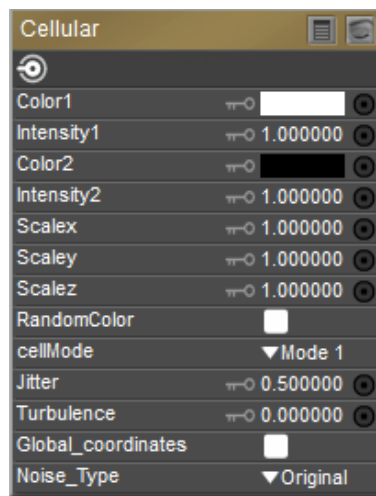 Cellular
Color1
Intensity1 1.000000
Color2
Intensity2 1.000000
Scalex 1.000000
Scaley 1.000000
Scalez 1.000000
RandomColor
cellMode Mode 1
Jitter 0.500000
Turbulence 0.000000
Global_coordinates
Noise_Type Original